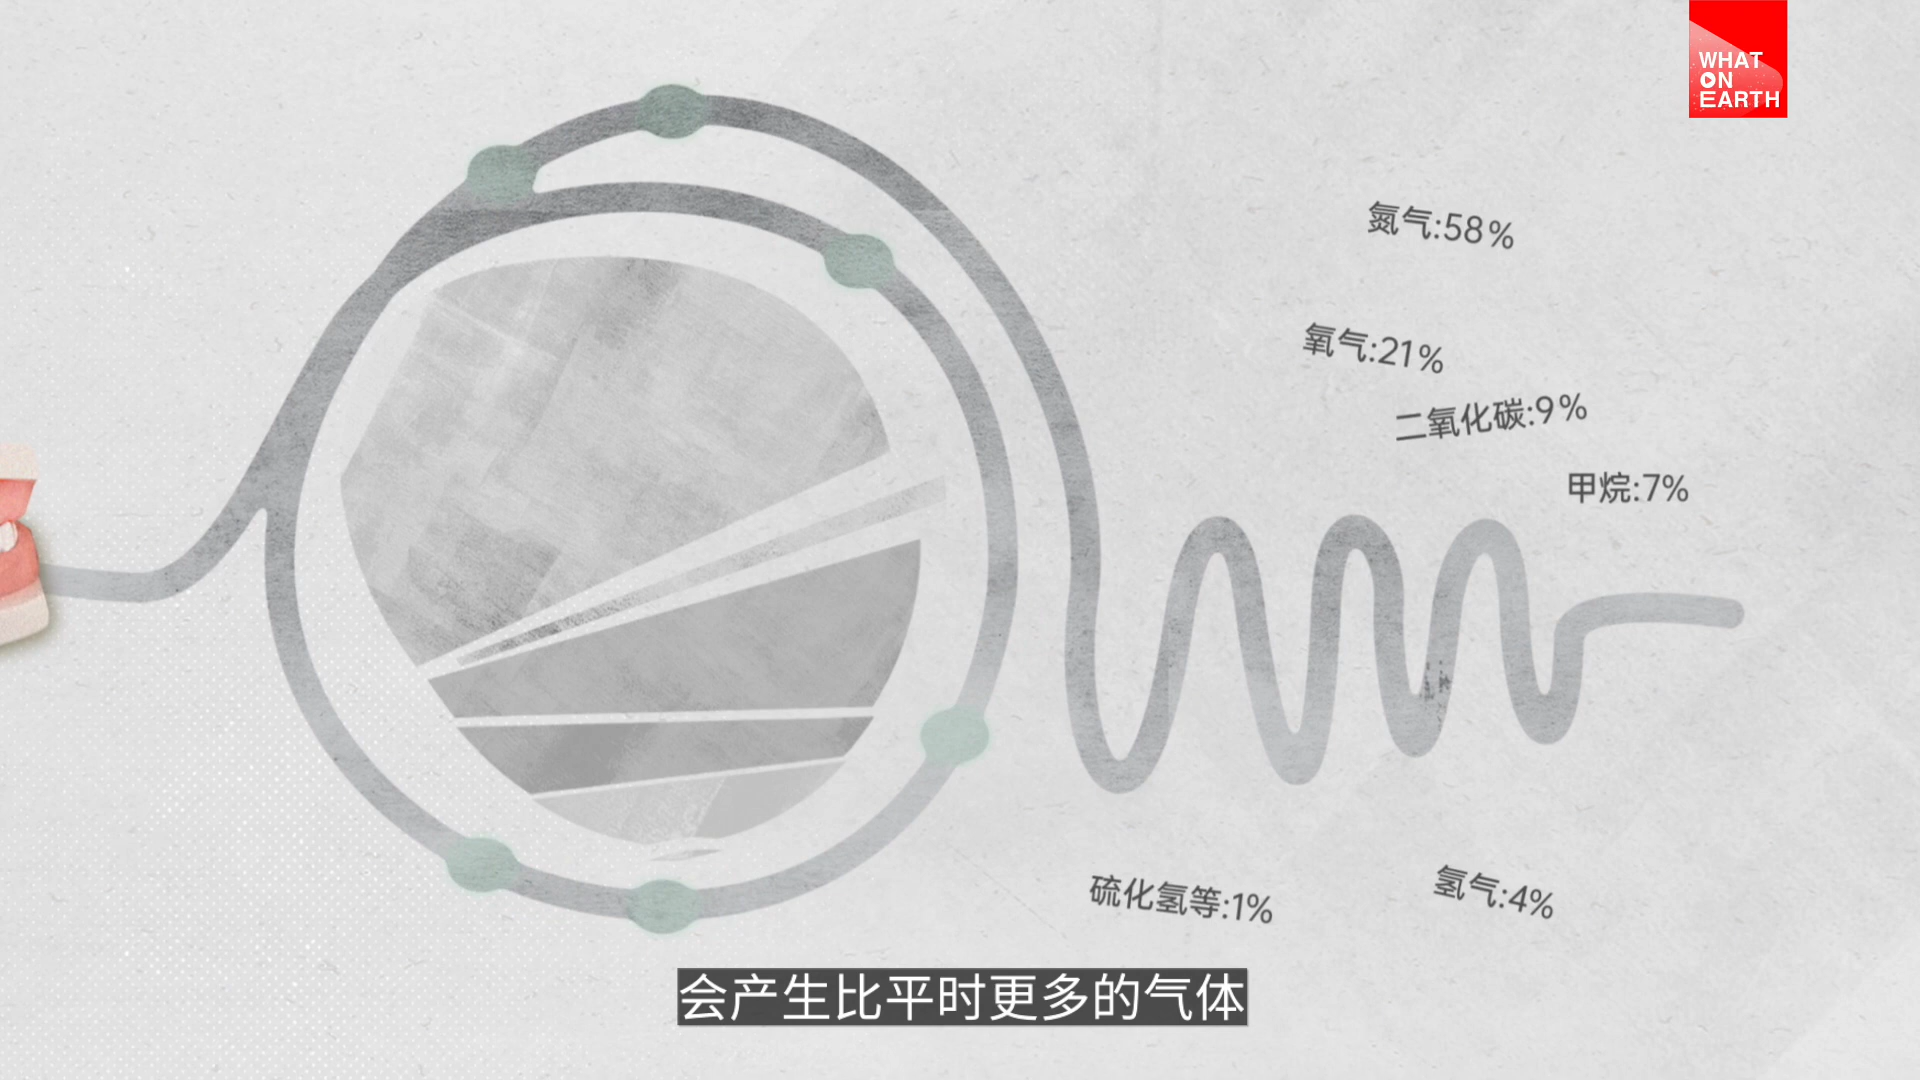 WHAT
ON
EARTH
氮气:58%
氧气:21%
二氧化碳:9%
甲烷:7%
硫化氢等:1%
氢气:4%
会产生比平时更多的气体